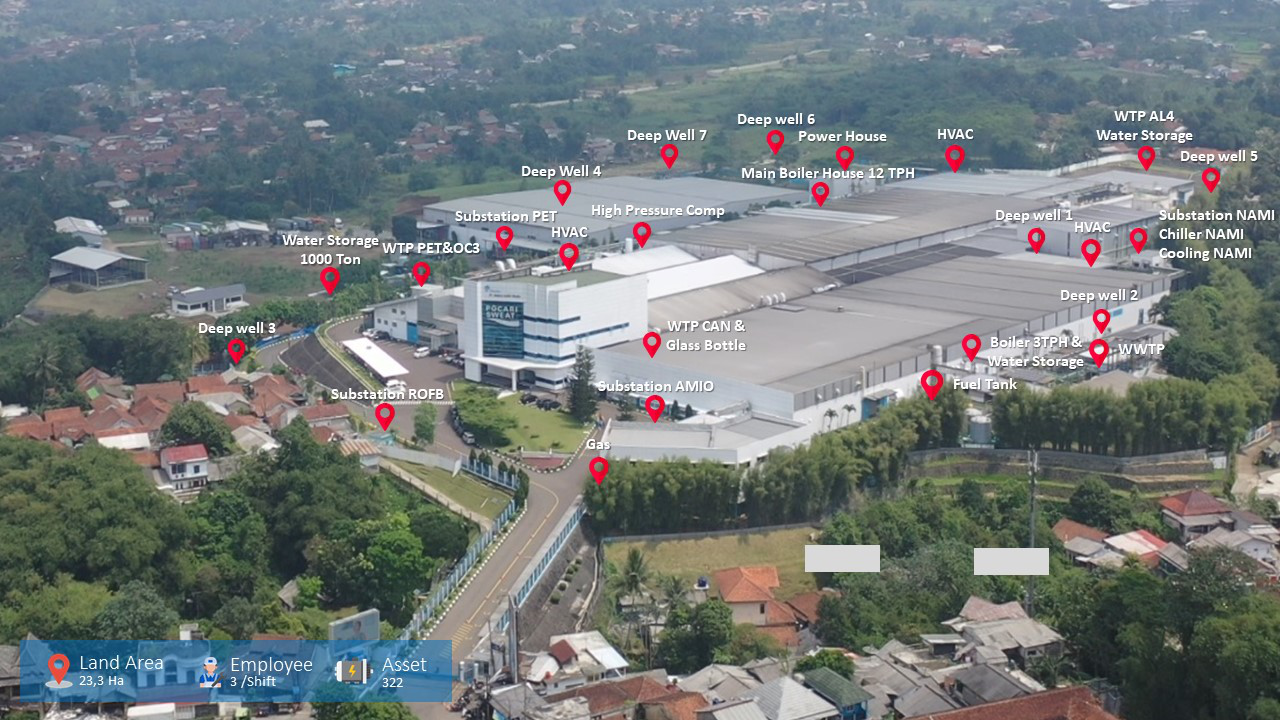 Deep well 6
Deep Well 7
Power House
HVAC
WTP AL4
Water Storage
Deep well 5
Deep Well 4
Main Boiler House 12 TPH
Substation PET
High Pressure Comp
HVAC
Deep well 1
HVAC
Substation NAMI
Chiller NAMI
Cooling NAMI
Water Storage
1000 Ton
WTP PET&OC3
POCARI
SWEAT
Deep well 2
Deep well 3
WTP CAN &
Glass Bottle
Boiler 3TPH &
Water Storage
WWTP
Substation ROFB
Substation AMIO
Fuel Tank
Gas
Land Area
23,3 Ha
Employee
3 /Shift
Asset
322